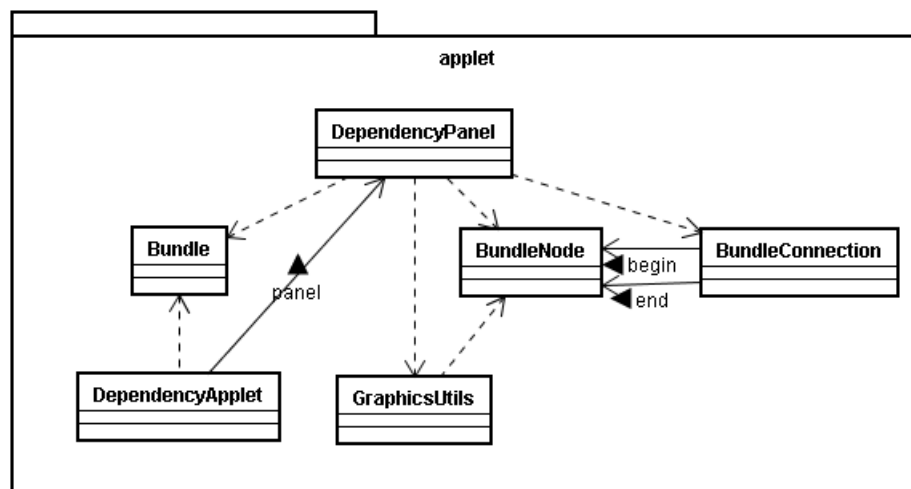 applet
DependencyPanel
Bundle
BundleNode
BundleConnection
begin
panel
end
DependencyApplet
GraphicsUtils